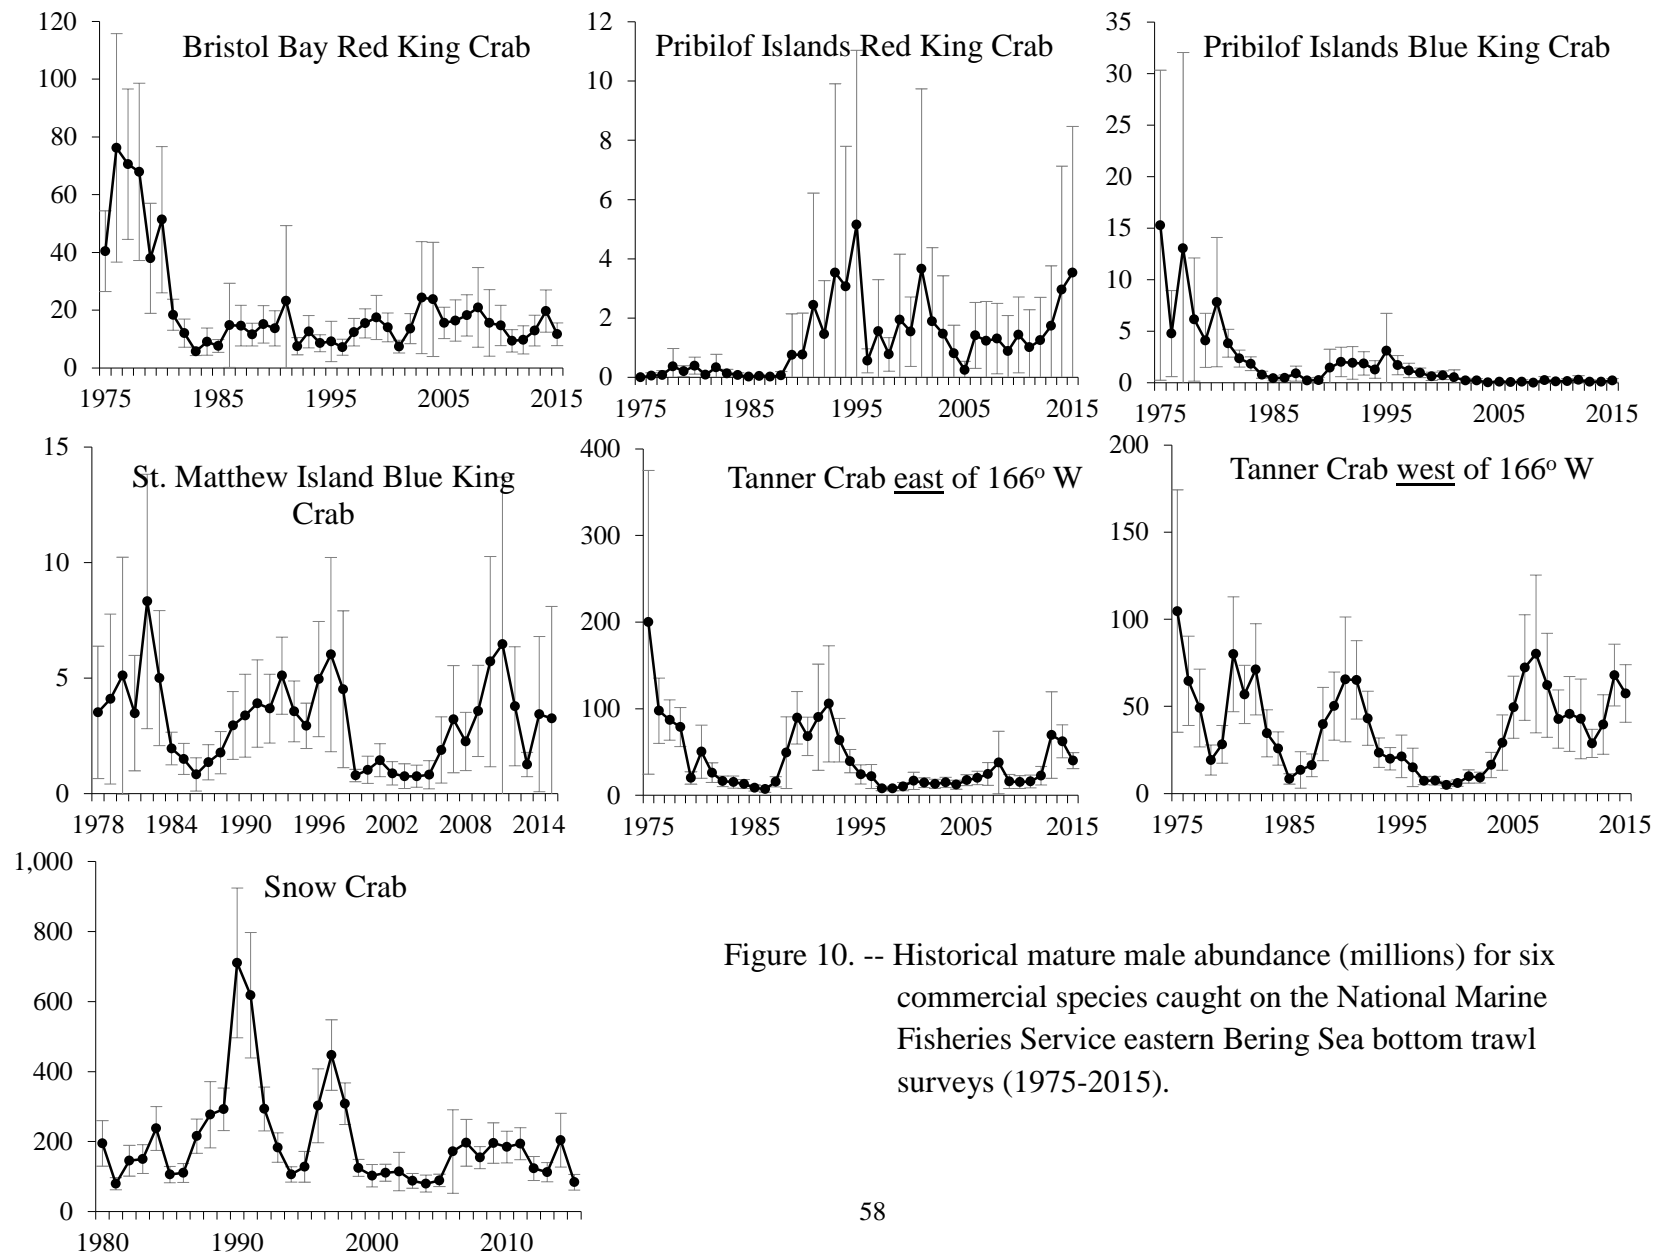 Bristol Bay Red King Crab
120
100
80
60
40
20
0
1975 1985 1995 2005 2015
Pribilof Islands Red King Crab
12
10
8
6
4
2
0
1975 1985 1995 2005 2015
Pribilof Islands Blue King Crab
35
30
25
20
15
10
5
0
1975 1985 1995 2005 2015
St. Matthew Island Blue King
Crab
15
10
5
0
1978 1984 1990 1996 2002 2008 2014
Tanner Crab east of 166° W
400
300
200
100
0
1975 1985 1995 2005 2015
Tanner Crab west of 166° W
200
150
100
50
0
1975 1985 1995 2005 2015
Snow Crab
1,000
800
600
400
200
0
1980 1990 2000 2010
Figure 10. -- Historical mature male abundance (millions) for six
commercial species caught on the National Marine
Fisheries Service eastern Bering Sea bottom trawl
surveys (1975-2015).
58